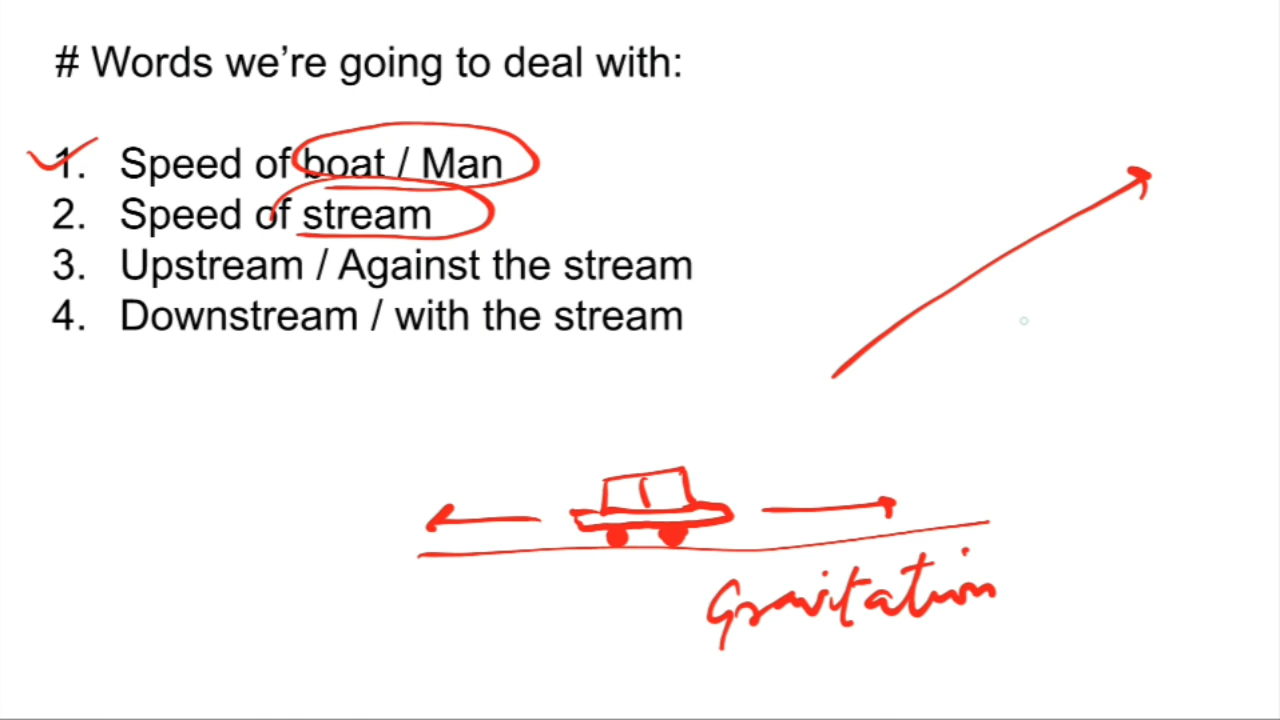 # Words we’re going to deal with:
1. Speed of boat / Man
2. Speed of stream
3. Upstream / Against the stream
4. Downstream / with the stream
Gravitation